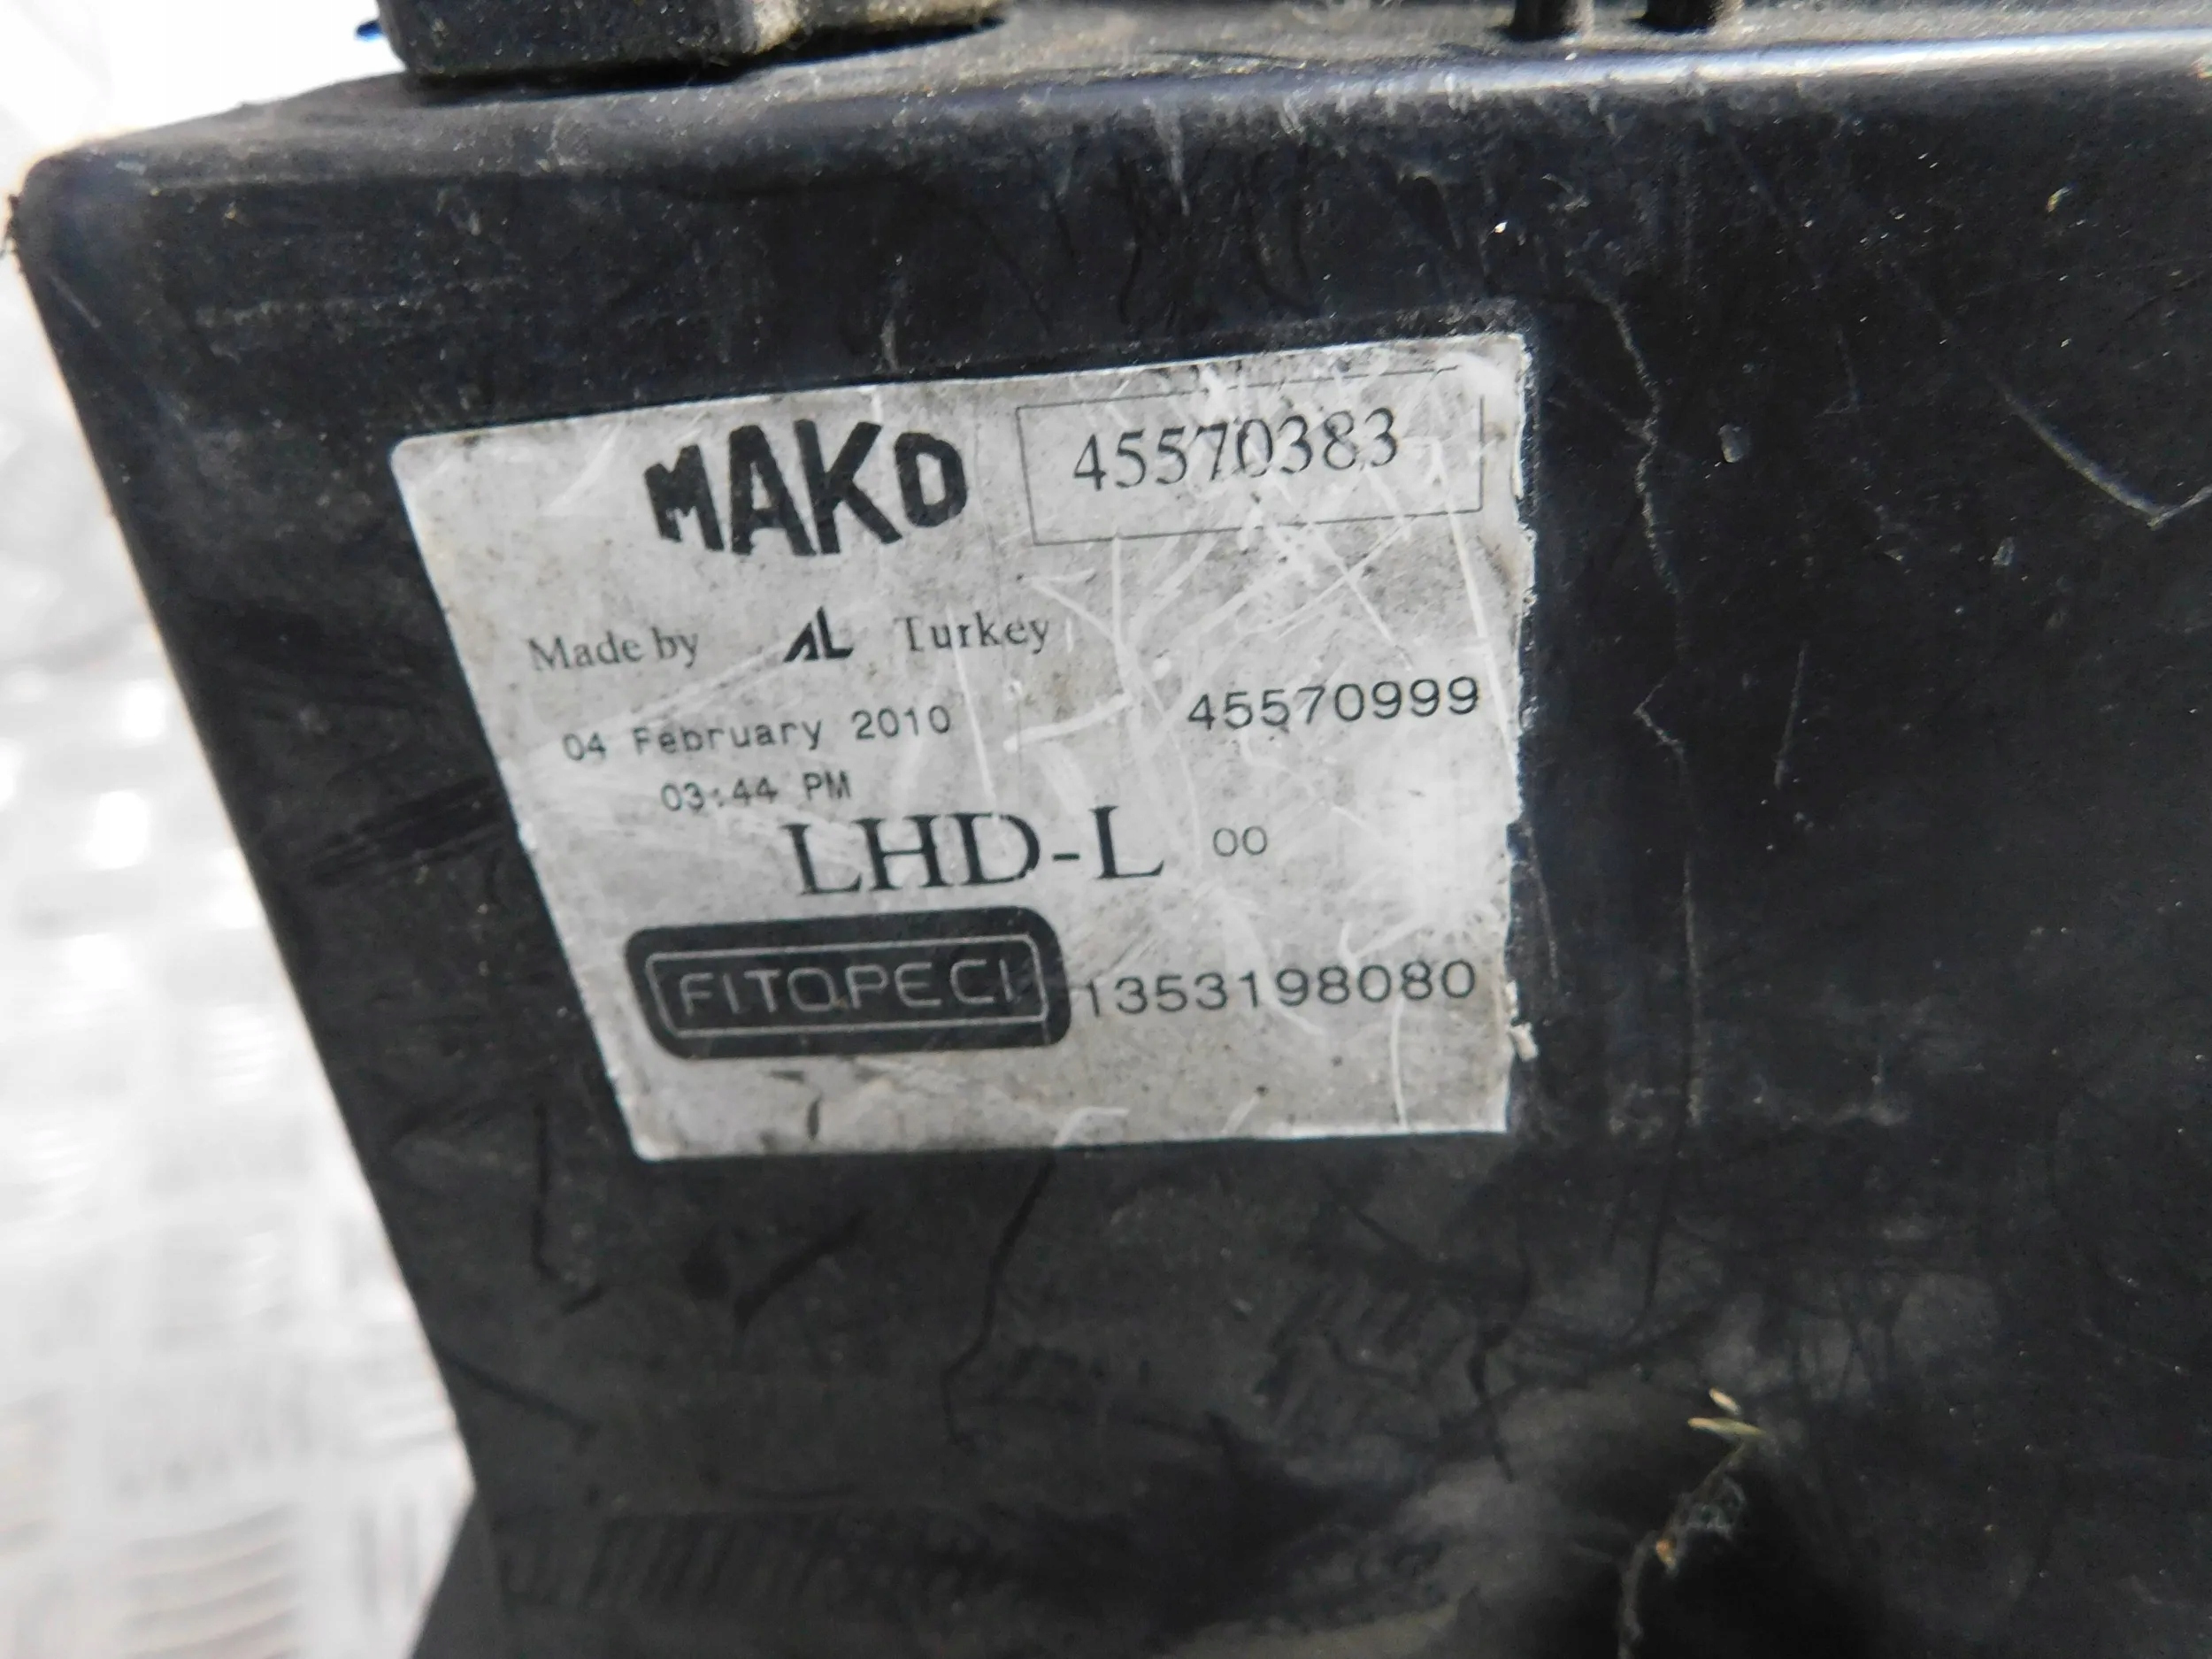 MAKO 45570383
Made by AL Turkey
04 February 2010 45570999
03:44 PM
LHD-L 00
FITOPECI 1353198080